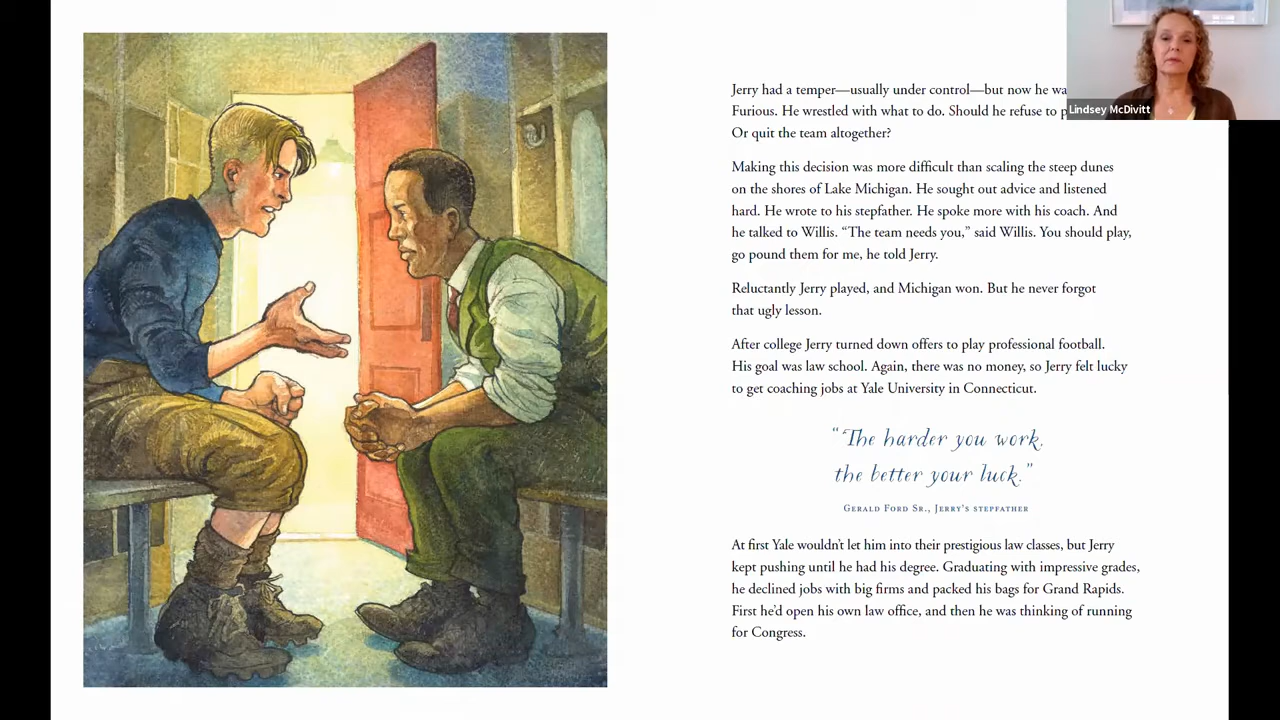 Jerry had a temper—usually under control—but now he
Furious. He wrestled with what to do. Should he refuse to
Or quit the team altogether?
Making this decision was more difficult than scaling the steep dunes
on the shores of Lake Michigan. He sought out advice and listened
hard. He wrote to his stepfather. He spoke more with his coach. And
he talked to Willis. “The team needs you,” said Willis. You should play,
go pound them for me, he told Jerry.
Reluctantly Jerry played, and Michigan won. But he never forgot
that ugly lesson.
After college Jerry turned down offers to play professional football.
His goal was law school. Again, there was no money, so Jerry felt lucky
to get coaching jobs at Yale University in Connecticut.
“The harder you work,
the better your luck.”
Gerald Ford Sr., Jerry’s stepfather
At first Yale wouldn’t let him into their prestigious law classes, but Jerry
kept pushing until he had his degree. Graduating with impressive grades,
he declined jobs with big firms and packed his bags for Grand Rapids.
First he’d open his own law office, and then he was thinking of running
for Congress.
Lindsey McDivitt